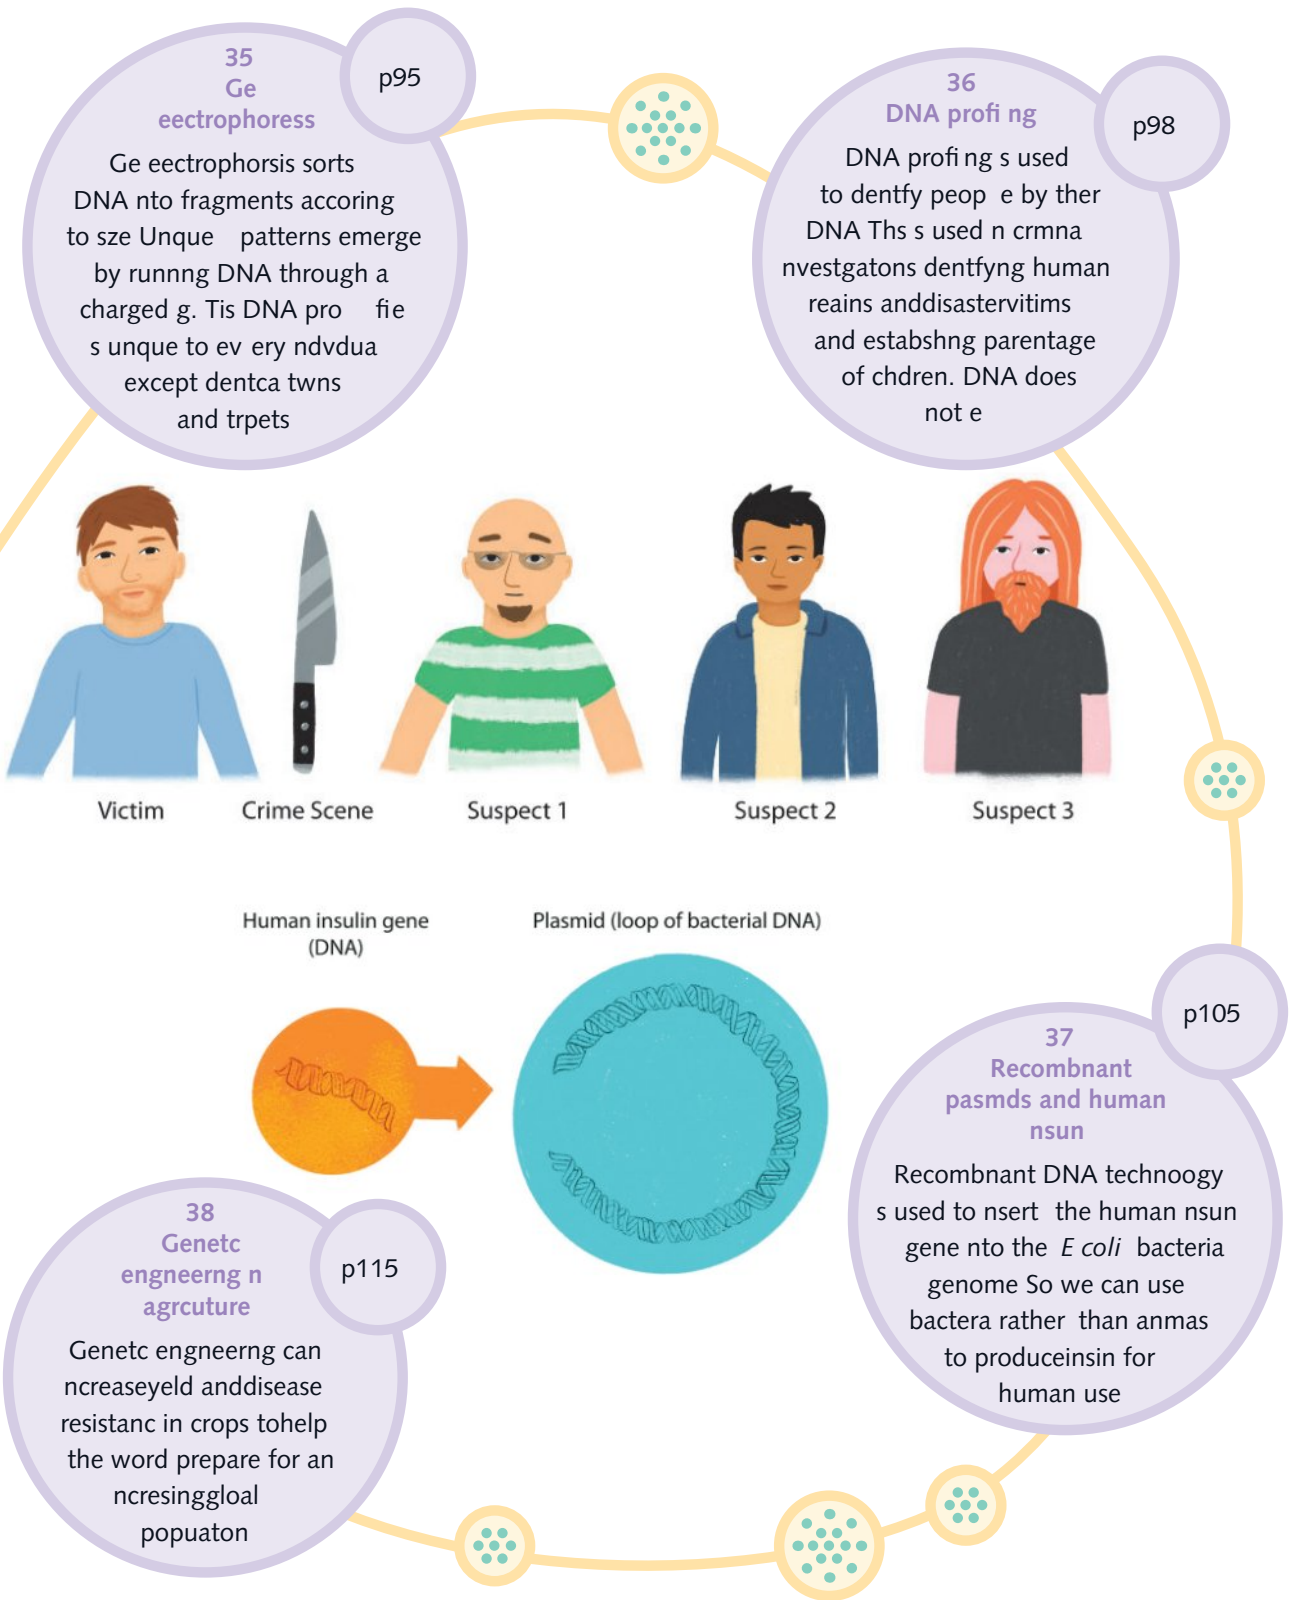 35
Ge
eectrophoress
p95
Ge eectrophorsis sorts
DNA nto fragments accoring
to sze Unque patterns emerge
by runnng DNA through a
charged g. Tis DNA pro fie
s unque to ev ery ndvdua
except dentca twns
and trpets
36
DNA profi ng
p98
DNA profi ng s used
to dentfy peop e by ther
DNA Ths s used n crmna
nvestgatons dentfyng human
reains anddisastervitims
and estabshng parentage
of chdren. DNA does
not e
Victim
Crime Scene
Suspect 1
Suspect 2
Suspect 3
Human insulin gene
(DNA)
Plasmid (loop of bacterial DNA)
37
Recombnant
pasmds and human
nsun
p105
Recombnant DNA technoogy
s used to nsert the human nsun
gene nto the E coli bacteria
genome So we can use
bactera rather than anmas
to produceinsin for
human use
38
Genetc
engneerng n
agrcuture
p115
Genetc engneerng can
ncreaseyeld anddisease
resistanc in crops tohelp
the word prepare for an
ncresinggloal
popuaton